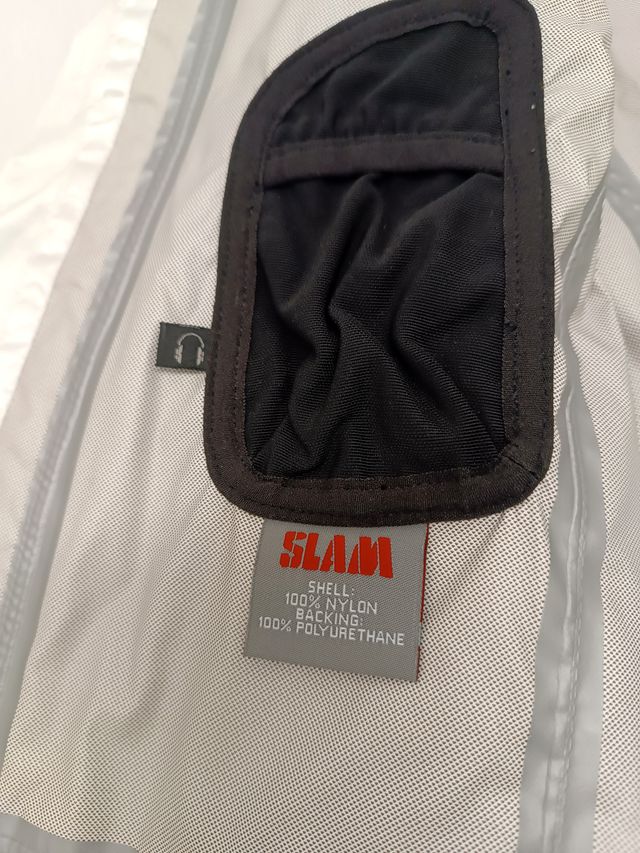 SLAM
SHELL:
100% NYLON
BACKING:
100% POLYURETHANE